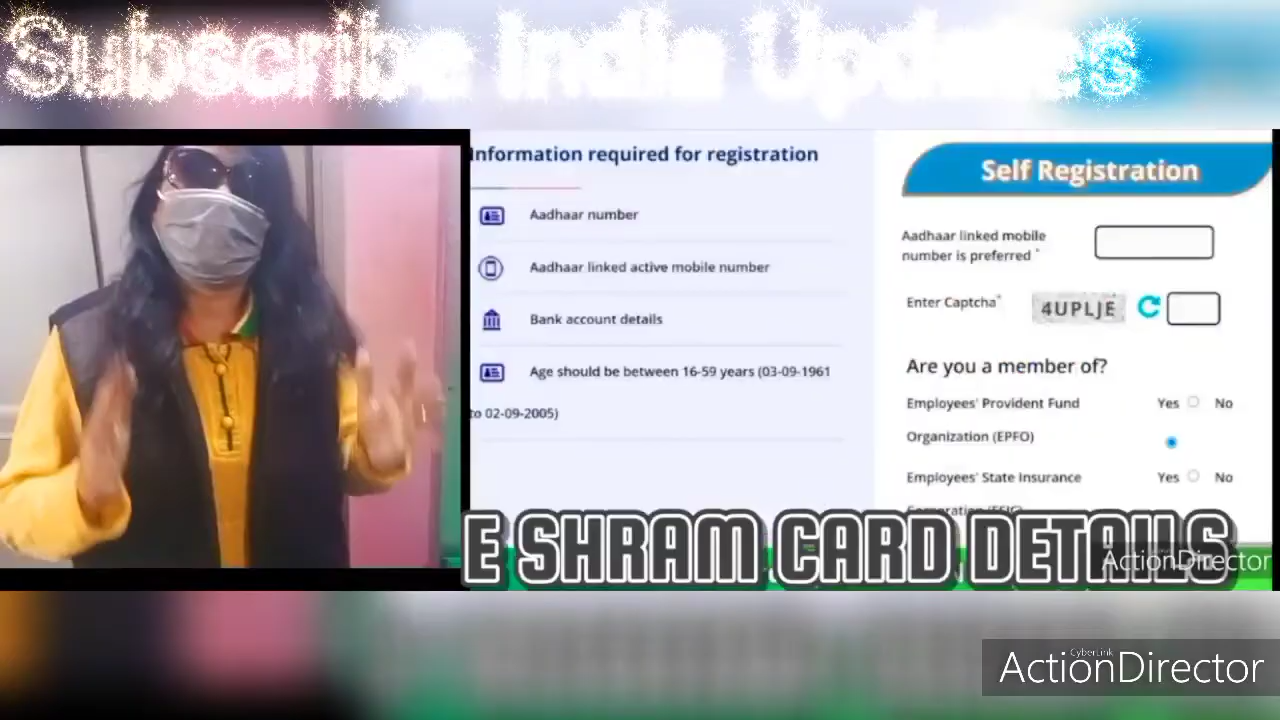 Subscribe India Updates
Information required for registration
Aadhaar number
Aadhaar linked active mobile number
Bank account details
Age should be between 16-59 years (03-09-1961
to 02-09-2005)
Self Registration
Aadhaar linked mobile
number is preferred *
Enter Captcha*
4UPLJE
Are you a member of?
Employees' Provident Fund
Yes No
Organization (EPFO)
Employees' State Insurance
Yes No
Corporation (ESIC)
E SHRAM CARD DETAILS
ActionDirector
CyberLink
ActionDirector